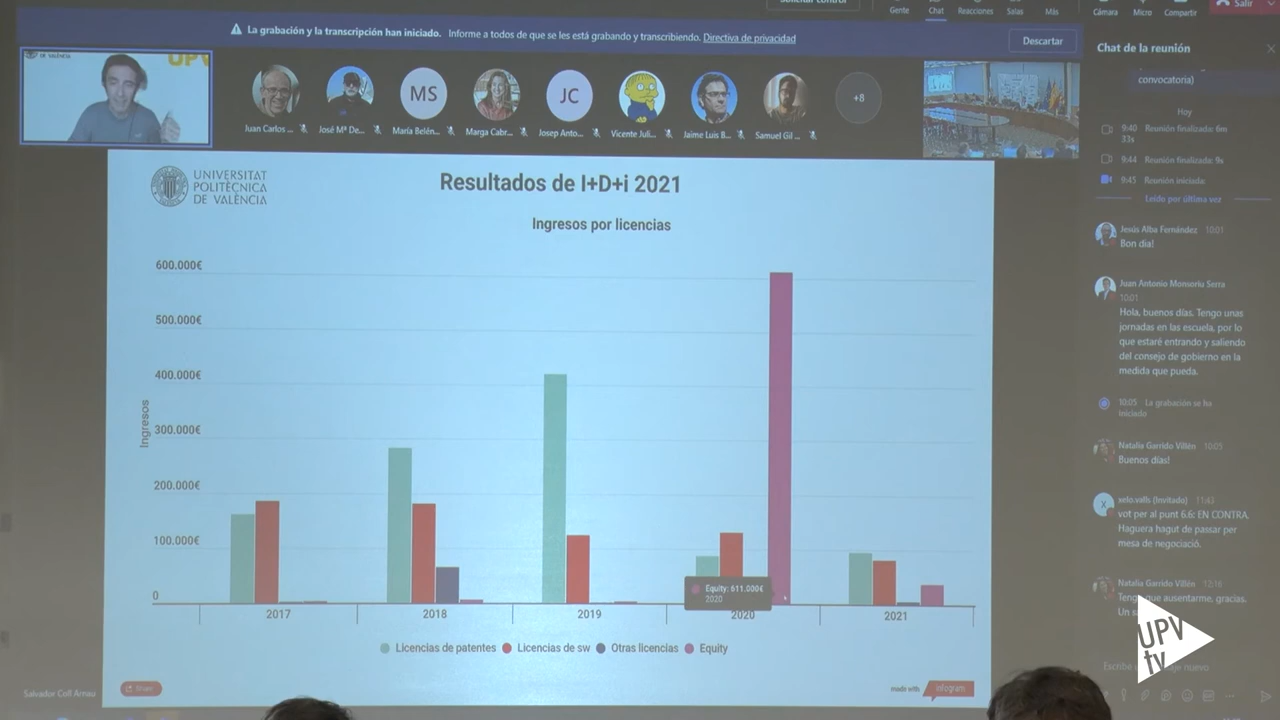 Gente
Chat
Reacciones
Salas
Más
Cámara
Micro
Compartir
Salir
La grabación y la transcripción han iniciado. Informe a todos de que se les está grabando y transcribiendo. Directiva de privacidad
Descartar
UPV
Juan Carlos ...
José Mª De...
MS
María Belén...
Marga Cabr...
JC
Josep Anto...
Vicente Juli...
Jaime Luis B...
Samuel Gil ...
+8
UNIVERSITAT
POLITÈCNICA
DE VALÈNCIA
Resultados de I+D+i 2021
Ingresos por licencias
600.000€
500.000€
400.000€
300.000€
200.000€
100.000€
0
Ingresos
2017
2018
2019
2020
2021
Equity: 611.000€
2020
Licencias de patentes
Licencias de sw
Otras licencias
Equity
Share
made with
infogram
Salvador Coll Arnau
Chat de la reunión
convocatoria)
Hoy
9:40 Reunión finalizada: 6m
33s
9:44 Reunión finalizada: 9s
9:45 Reunión iniciada:
Leído por última vez
Jesús Alba Fernández 10:01
Bon dia!
Juan Antonio Monsoriu Serra
10:01
Hola, buenos días. Tengo unas
jornadas en las escuela, por lo
que estaré entrando y saliendo
del consejo de gobierno en la
medida que pueda.
10:05 La grabación se ha
iniciado
Natalia Garrido Villén 10:05
Buenos días!
X
xelo.valls (Invitado) 11:43
vot per al punt 6.6: EN CONTRA.
Haguera hagut de passar per
mesa de negociació.
Natalia Garrido Villén 12:16
que ausentarme, gracias.
Un
UPV
tv
nuevo